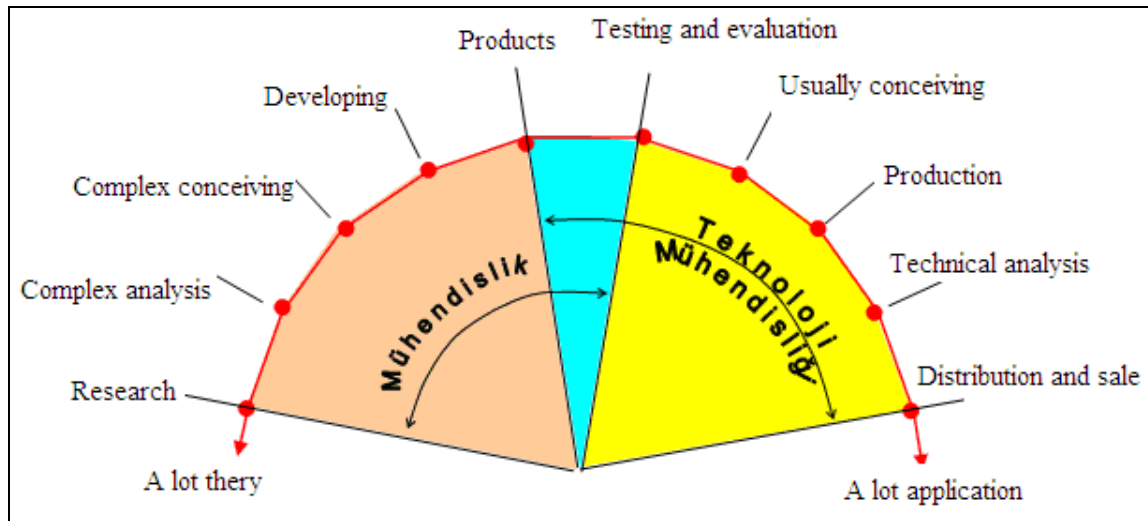 Products
Testing and evaluation
Developing
Usually conceiving
Complex conceiving
Production
Complex analysis
Technical analysis
Research
Distribution and sale
A lot thery
A lot application
Mühendislik
Teknoloji
Mühendisliği